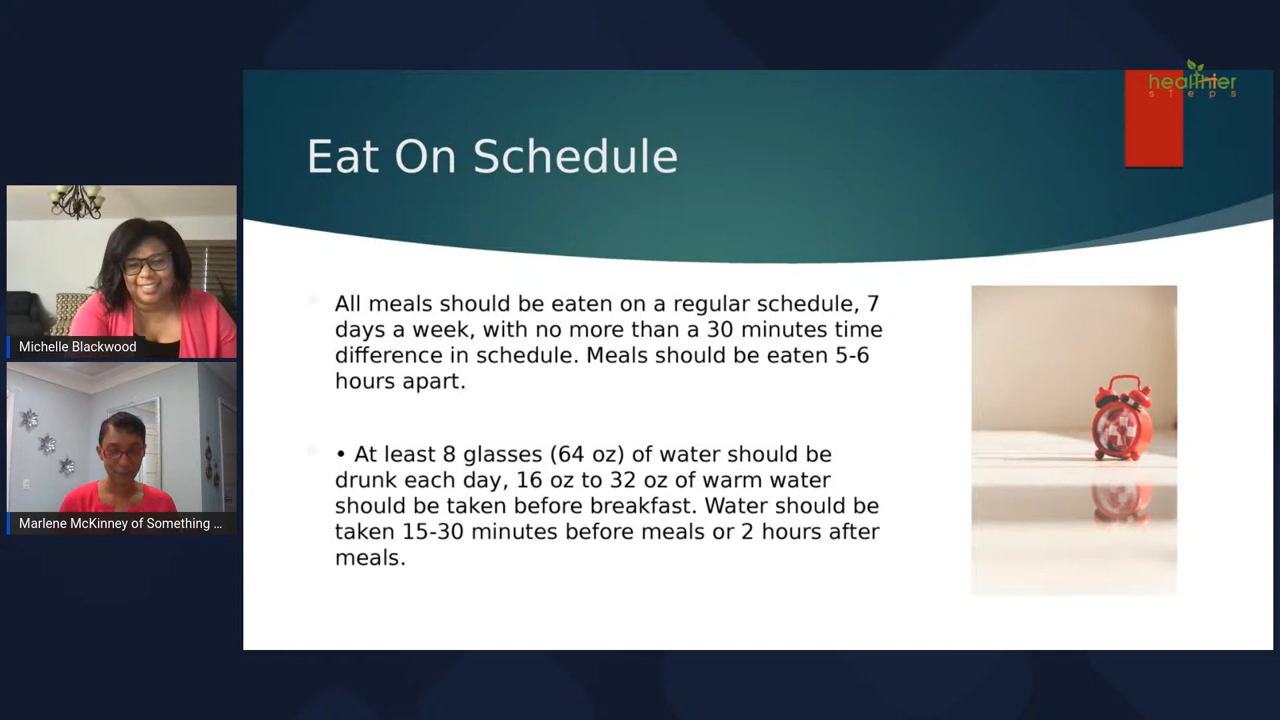 healthier
steps
Eat On Schedule
All meals should be eaten on a regular schedule, 7
days a week, with no more than a 30 minutes time
difference in schedule. Meals should be eaten 5-6
hours apart.
• At least 8 glasses (64 oz) of water should be
drunk each day, 16 oz to 32 oz of warm water
should be taken before breakfast. Water should be
taken 15-30 minutes before meals or 2 hours after
meals.
Michelle Blackwood
Marlene McKinney of Something ...